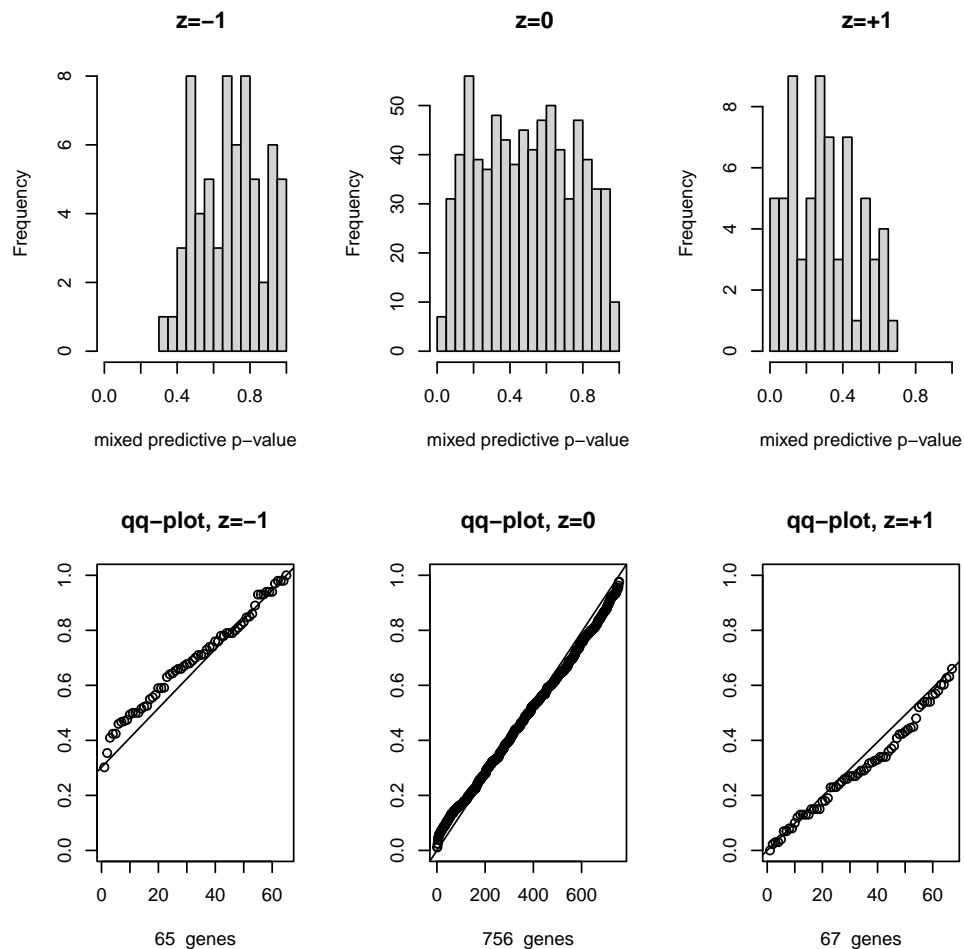 z=−1
z=0
z=+1
Frequency
0 2 4 6 8
0.0 0.4 0.8
mixed predictive p−value
Frequency
0 10 20 30 40 50
0.0 0.4 0.8
mixed predictive p−value
Frequency
0 2 4 6 8
0.0 0.4 0.8
mixed predictive p−value
qq−plot, z=−1
qq−plot, z=0
qq−plot, z=+1
0.0 0.2 0.4 0.6 0.8 1.0
0 20 40 60
65 genes
0.0 0.2 0.4 0.6 0.8 1.0
0 200 400 600
756 genes
0.0 0.2 0.4 0.6 0.8 1.0
0 20 40 60
67 genes